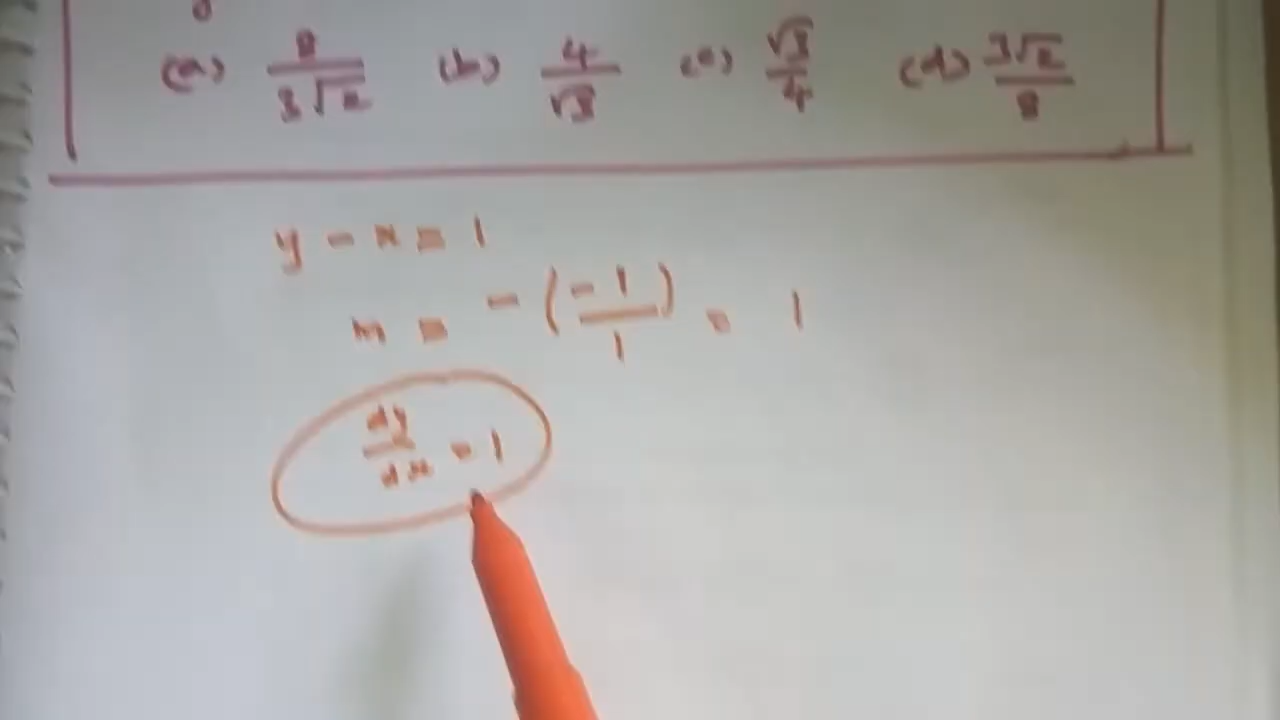 (a) 8/(3√2) (b) 4/√3 (c) √3/4 (d) 3√2/8
y - x = 1
m = -(-1/1) = 1
dy/dx = 1